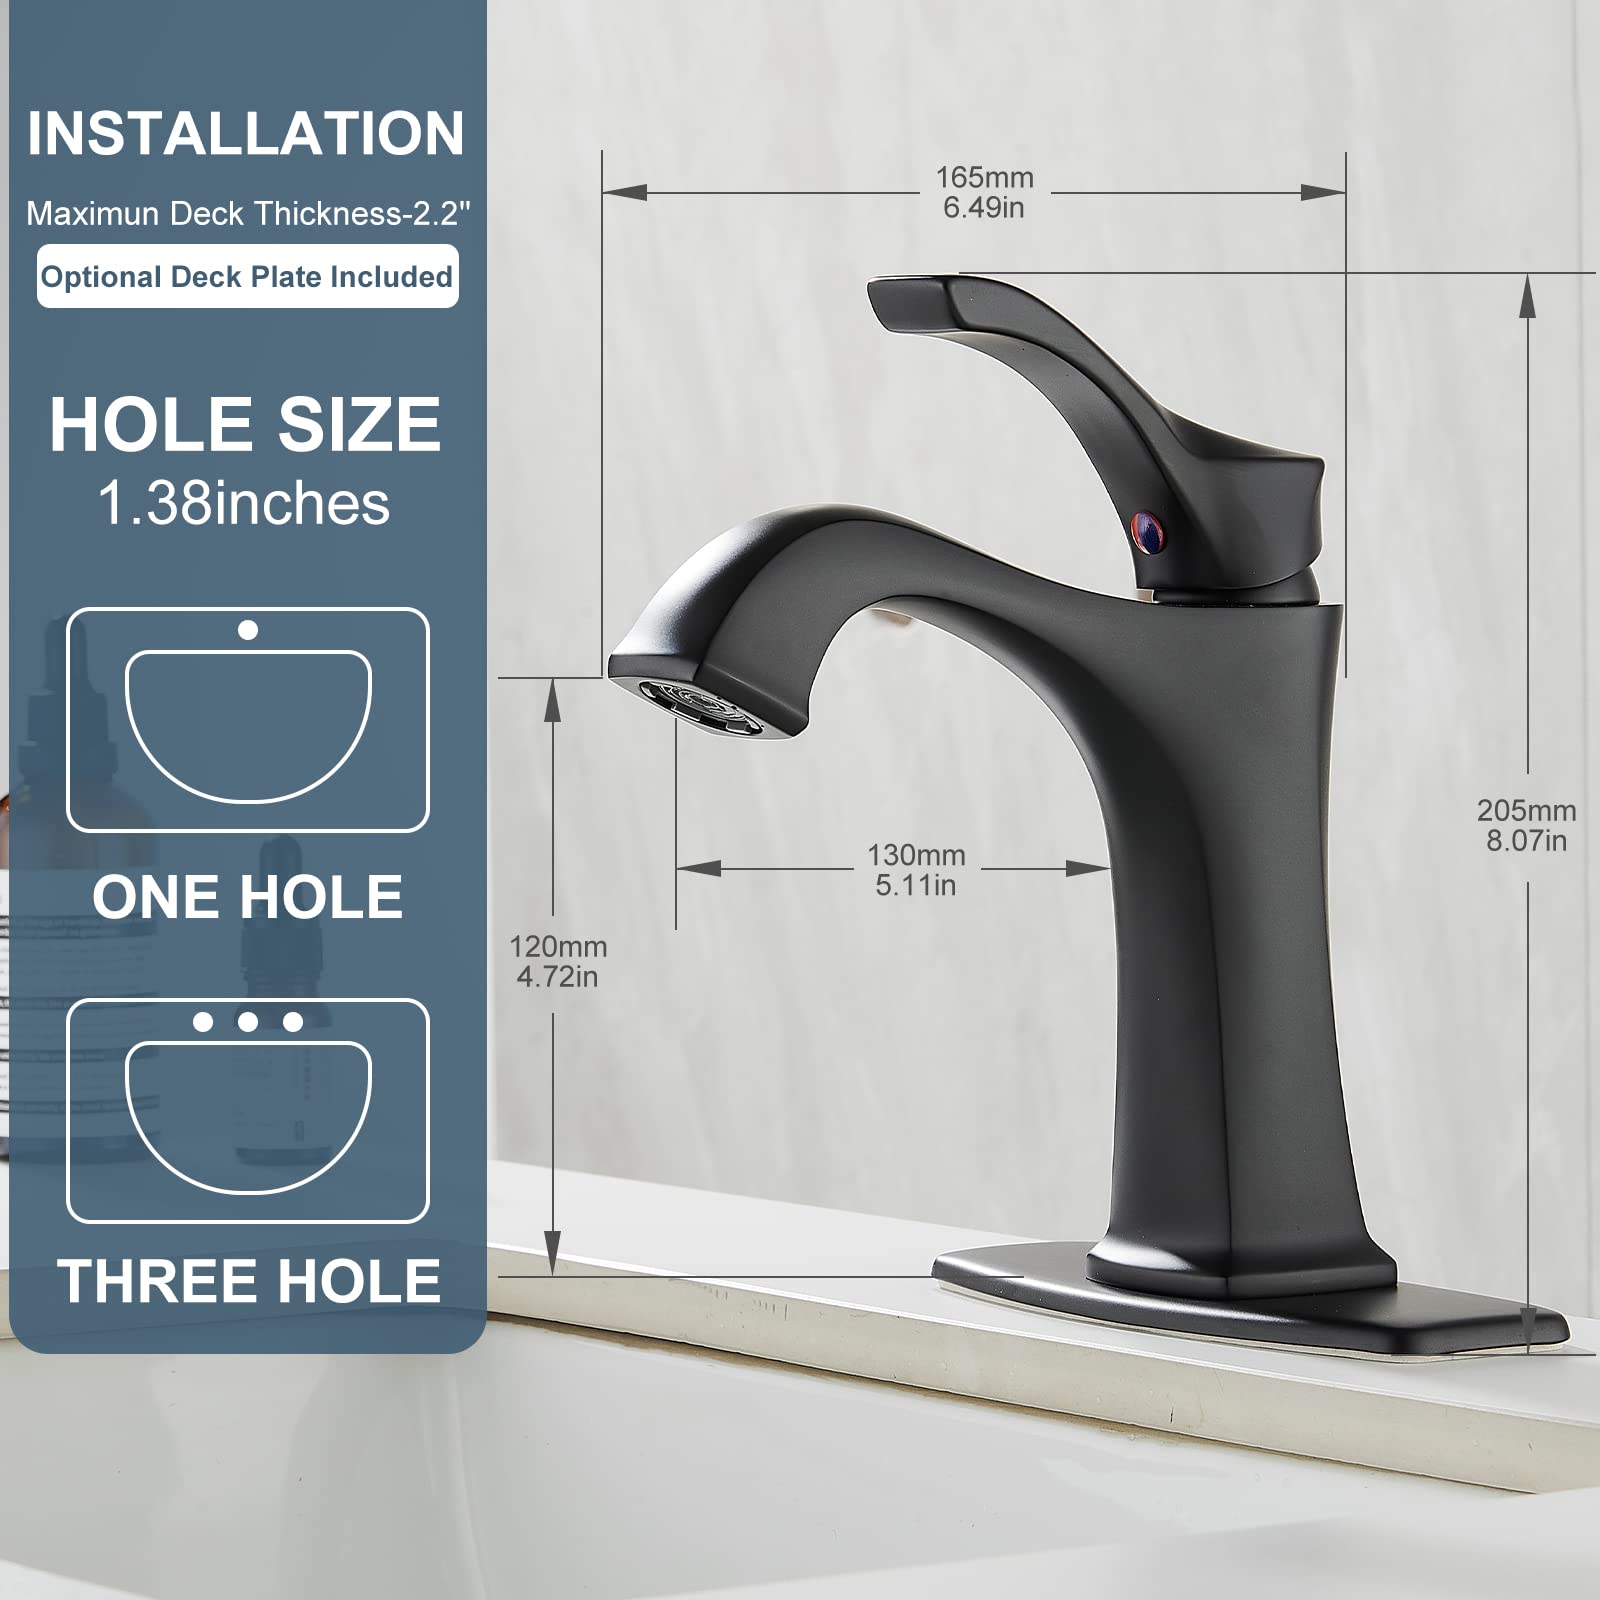 INSTALLATION
Maximun Deck Thickness-2.2"
Optional Deck Plate Included
HOLE SIZE
1.38inches
ONE HOLE
THREE HOLE
165mm
6.49in
205mm
8.07in
130mm
5.11in
120mm
4.72in